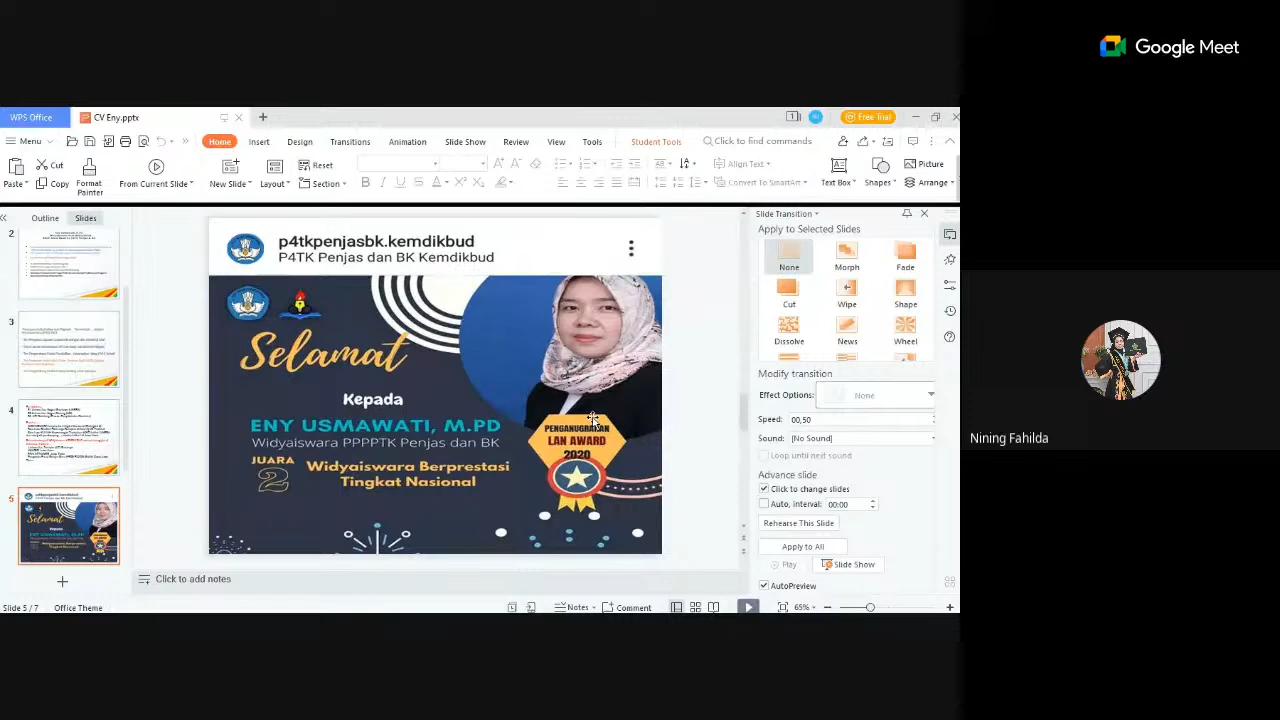 Google Meet
WPS Office
CV Eny.pptx
Free Trial
Menu
Home
Insert
Design
Transitions
Animation
Slide Show
Review
View
Tools
Student Tools
Click to find commands
Paste
Cut
Copy
Format
Painter
From Current Slide
New Slide
Layout
Reset
Section
B I U S A X² X₂
Align Text
Convert To SmartArt
Text Box
Shapes
Picture
Arrange
Outline
Slides
2
3
4
5
p4tkpenjasbk.kemdikbud
P4TK Penjas dan BK Kemdikbud
Selamat
Kepada
ENY USMAWATI, M.PD
Widyaiswara PPPPTK Penjas dan BK
JUARA
2
Widyaiswara Berprestasi
Tingkat Nasional
PENGANUGRAHAN
LAN AWARD
2020
Slide Transition
Apply to Selected Slides
None
Morph
Fade
Cut
Wipe
Shape
Dissolve
News
Wheel
Modify transition
Effect Options:
None
Speed:
00,50
Sound:
[No Sound]
Loop until next sound
Advance slide
Click to change slides
Auto, interval:
00:00
Rehearse This Slide
Apply to All
Play
Slide Show
AutoPreview
Click to add notes
Slide 5 / 7
Office Theme
Notes
Comment
65%
Nining Fahilda